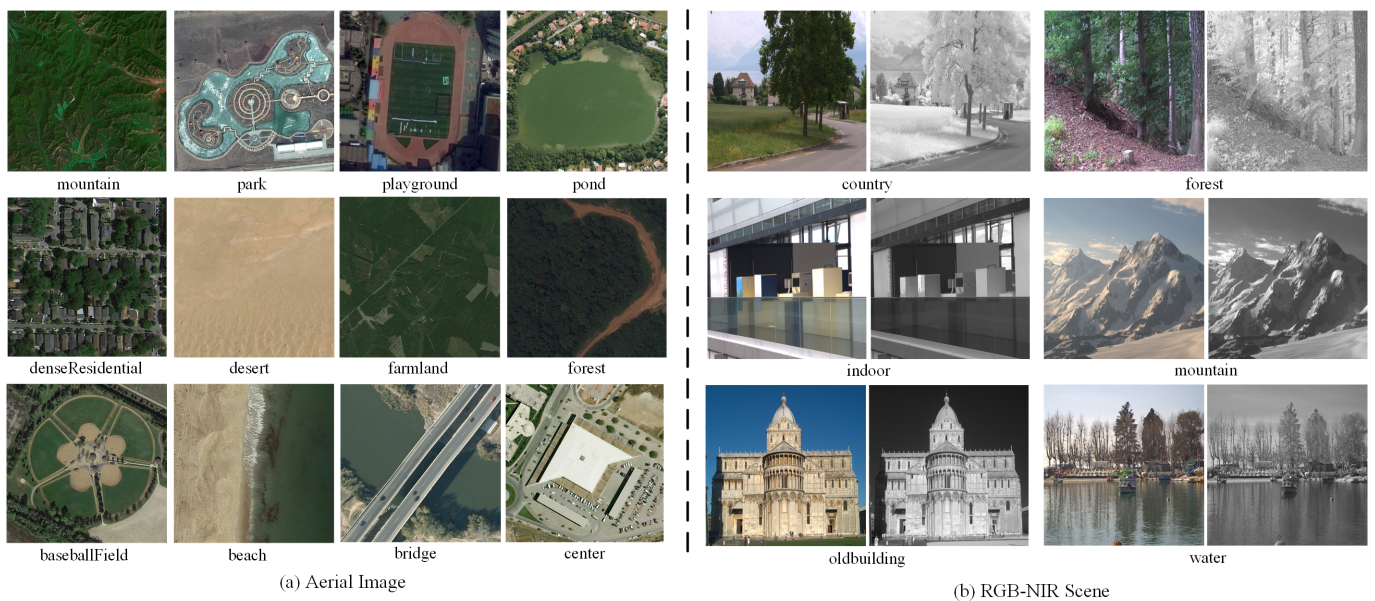 mountain
park
playground
pond
denseResidential
desert
farmland
forest
baseballField
beach
bridge
center
(a) Aerial Image
country
forest
indoor
mountain
oldbuilding
water
(b) RGB-NIR Scene